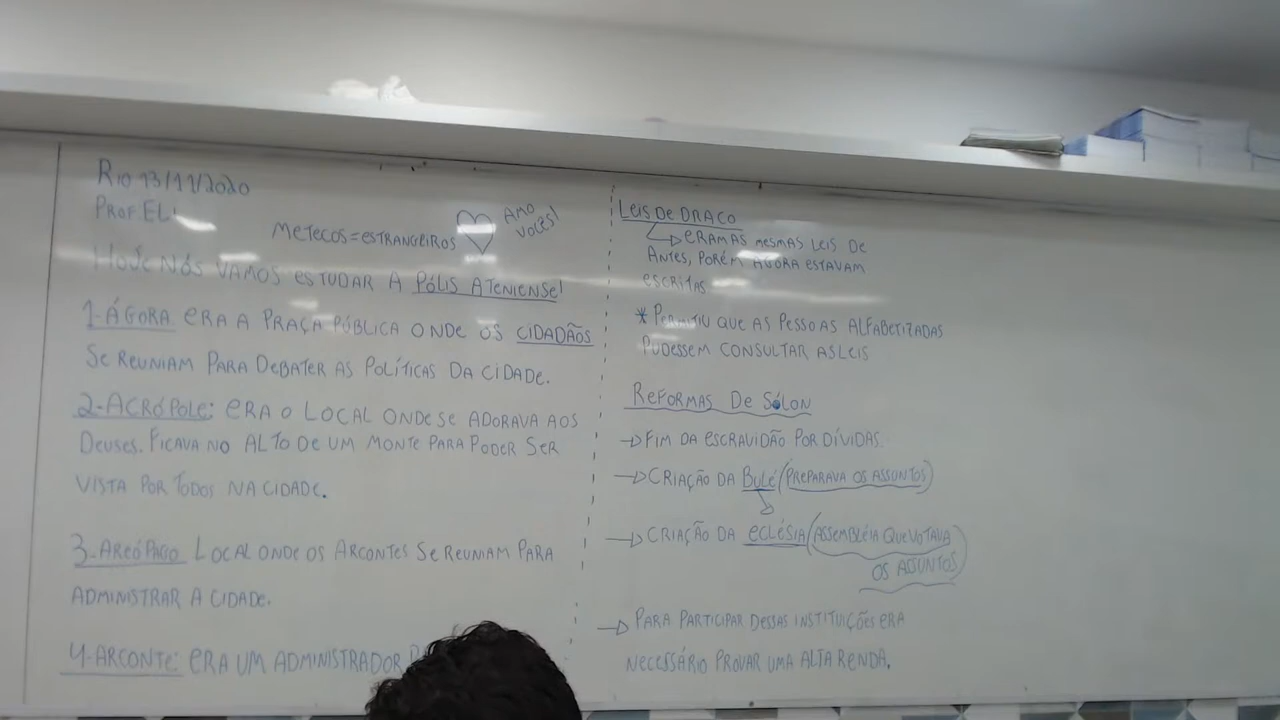 RIO 13/11/2020
PROF ELI
METECOS = ESTRANGEIROS
AMO
VOCÊS!
HOJE NÓS VAMOS ESTUDAR A PÓLIS ATENIENSE!
1-ÁGORA ERA A PRAÇA PÚBLICA ONDE OS CIDADÃOS
SE REUNIAM PARA DEBATER AS POLÍTICAS DA CIDADE.
2-ACRÓPOLE: ERA O LOCAL ONDE SE ADORAVA AOS
DEUSES. FICAVA NO ALTO DE UM MONTE PARA PODER SER
VISTA POR TODOS NA CIDADE.
3-AREÓPAGO LOCAL ONDE OS ARCONTES SE REUNIAM PARA
ADMINISTRAR A CIDADE.
4-ARCONTE: ERA UM ADMINISTRADOR
LEIS DE DRACO
→ ERAM AS MESMAS LEIS DE
ANTES, PORÉM AGORA ESTAVAM
ESCRITAS
* PERMITIU QUE AS PESSOAS ALFABETIZADAS
PUDESSEM CONSULTAR AS LEIS
REFORMAS DE SÓLON
→ FIM DA ESCRAVIDÃO POR DÍVIDAS.
→ CRIAÇÃO DA BULÉ (PREPARAVA OS ASSUNTOS)
→ CRIAÇÃO DA ECLÉSIA (ASSEMBLÉIA QUE VOTAVA
OS ASSUNTOS)
→ PARA PARTICIPAR DESSAS INSTITUIÇÕES ERA
NECESSÁRIO PROVAR UMA ALTA RENDA.